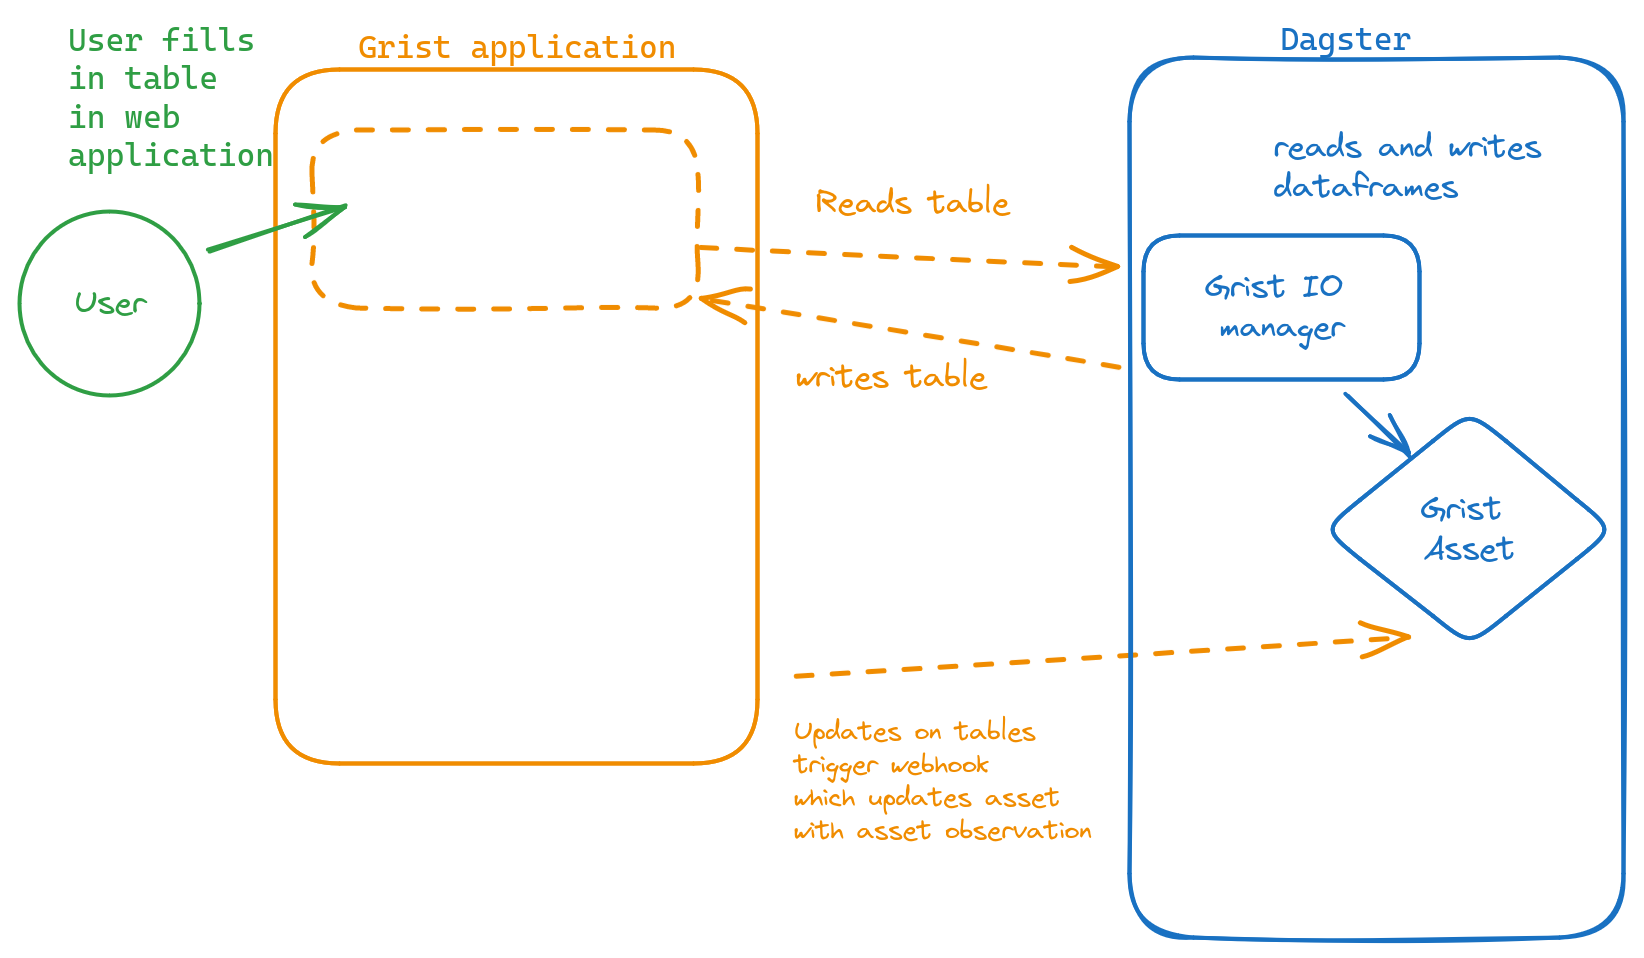 User fills
in table
in web
application
Grist application
Dagster
reads and writes
dataframes
Reads table
User
Grist IO
manager
writes table
Grist
Asset
Updates on tables
trigger webhook
which updates asset
with asset observation